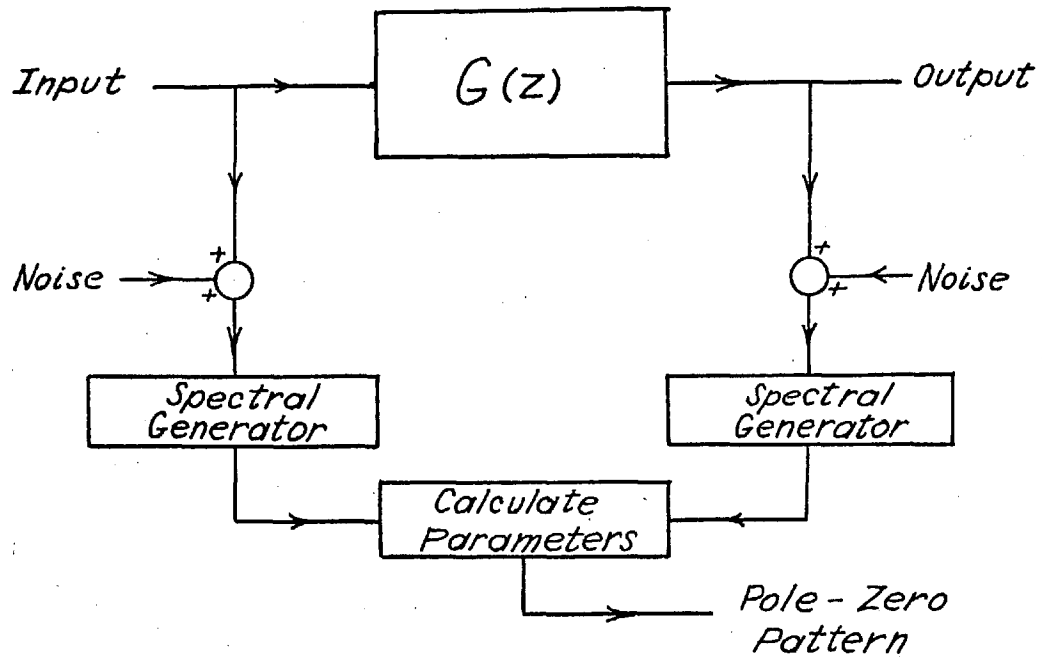 Input
G(z)
Output
+
+
Noise
+
+
Noise
Spectral
Generator
Spectral
Generator
Calculate
Parameters
Pole - Zero
Pattern